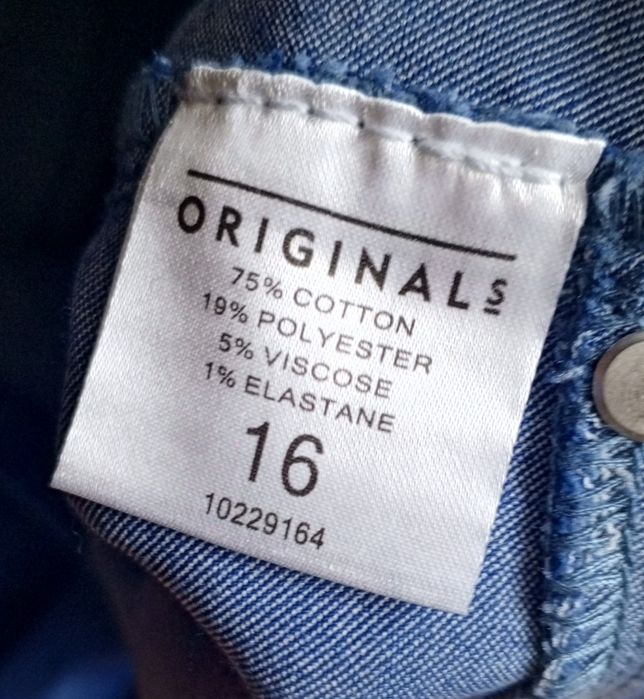 ORIGINALS
75% COTTON
19% POLYESTER
5% VISCOSE
1% ELASTANE
16
10229164